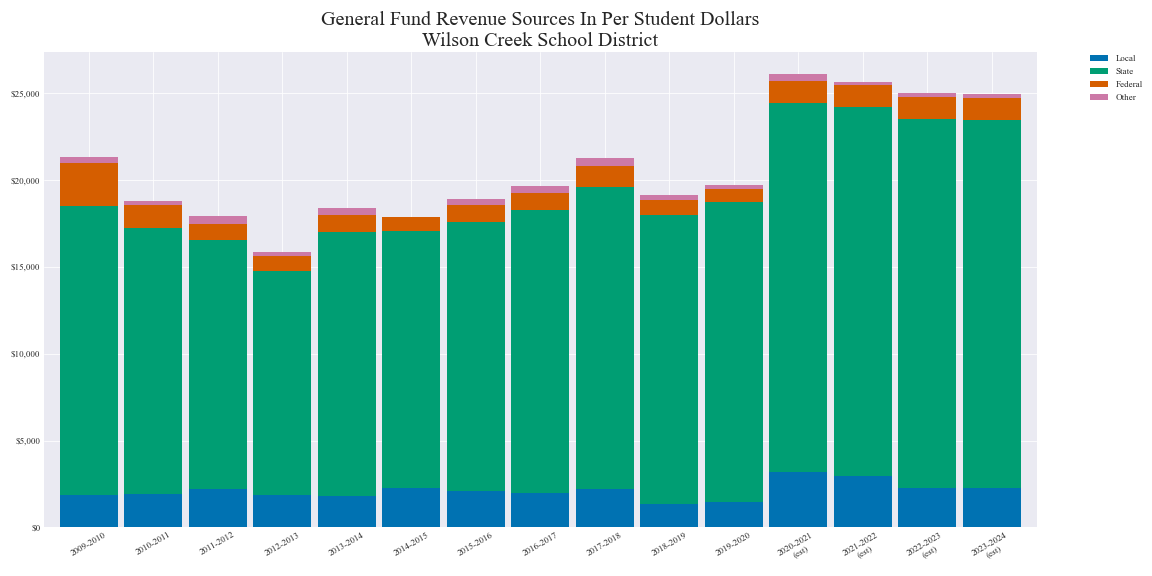 General Fund Revenue Sources In Per Student Dollars
Wilson Creek School District
Local
State
Federal
Other
$25,000
$20,000
$15,000
$10,000
$5,000
$0
2009-2010
2010-2011
2011-2012
2012-2013
2013-2014
2014-2015
2015-2016
2016-2017
2017-2018
2018-2019
2019-2020
2020-2021
(est)
2021-2022
(est)
2022-2023
(est)
2023-2024
(est)